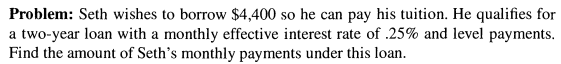 Problem: Seth wishes to borrow $4,400 so he can pay his tuition. He qualifies for
a two-year loan with a monthly effective interest rate of .25% and level payments.
Find the amount of Seth's monthly payments under this loan.